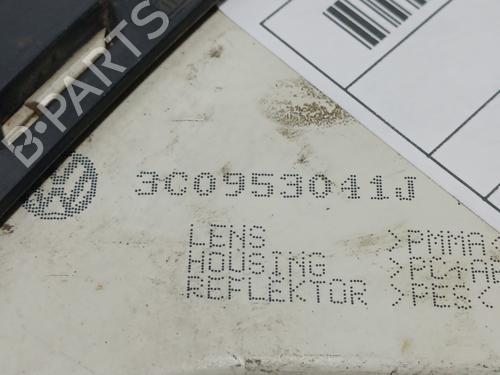 B-PARTS
3C0953041J
LENS >PMMA
HOUSING >PC+AB
REFLEKTOR >PES<